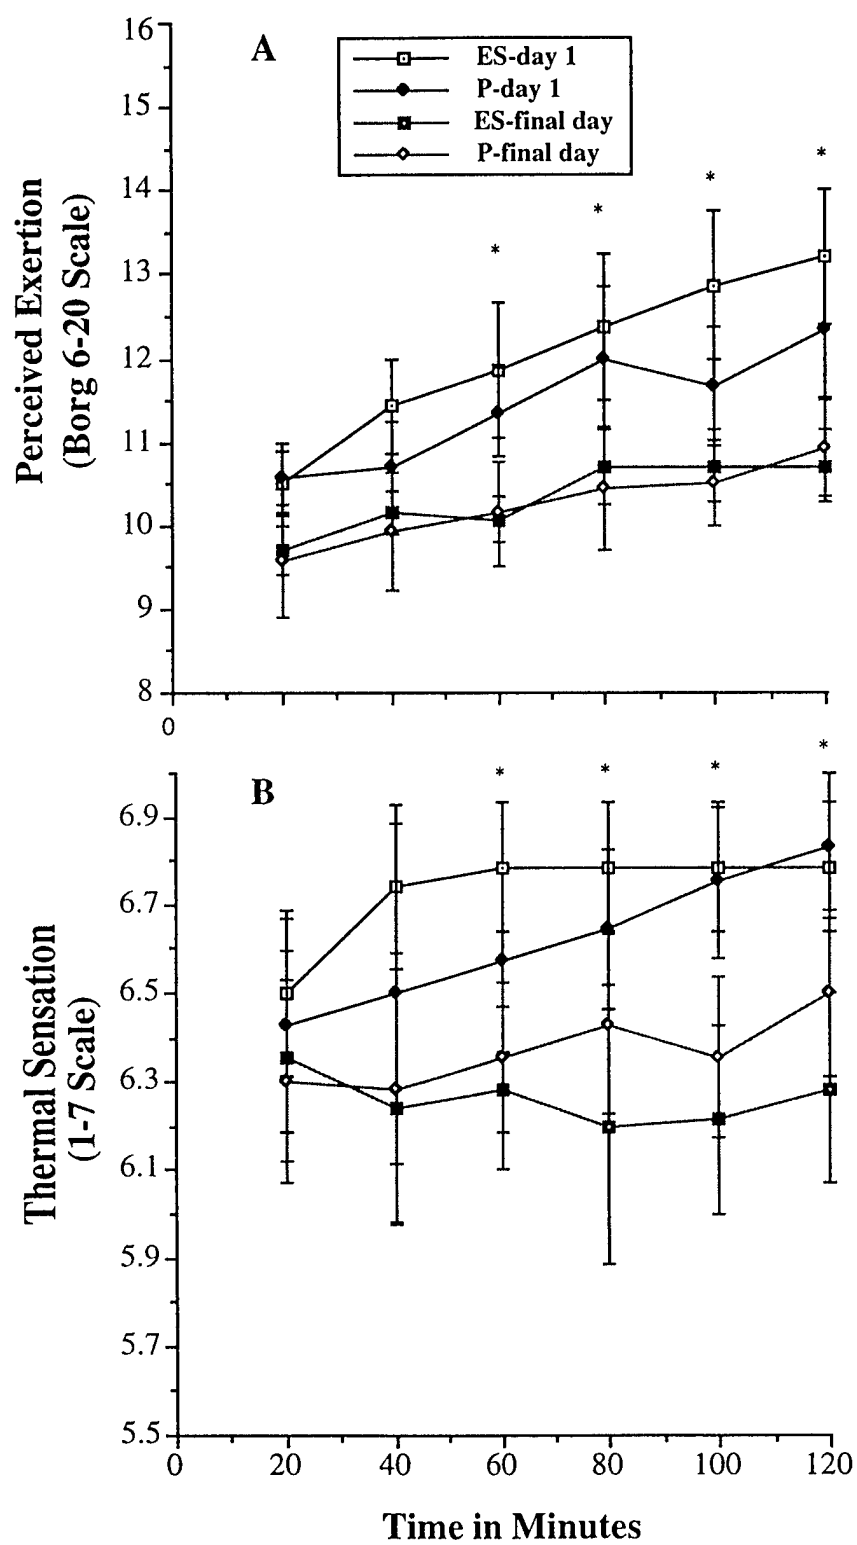 A
ES-day 1
P-day 1
ES-final day
P-final day
Perceived Exertion
(Borg 6-20 Scale)
16
15
14
13
12
11
10
9
8
0
*
*
*
*
B
Thermal Sensation
(1-7 Scale)
6.9
6.7
6.5
6.3
6.1
5.9
5.7
5.5
*
*
*
*
0 20 40 60 80 100 120
Time in Minutes